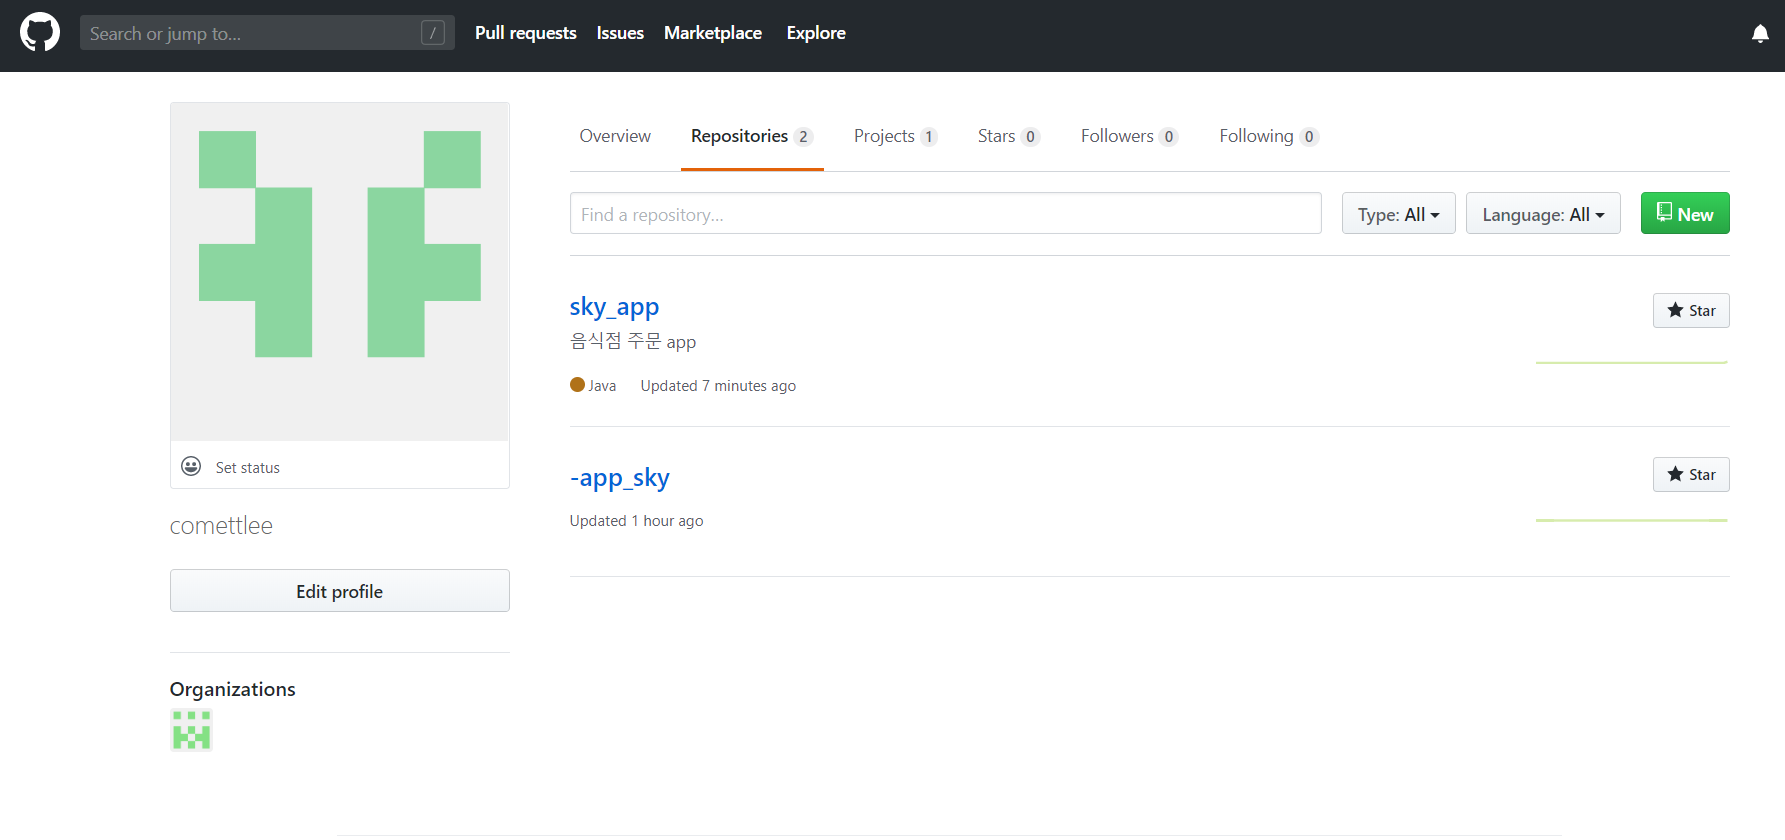 Search or jump to... /
Pull requests Issues Marketplace Explore
Overview Repositories 2 Projects 1 Stars 0 Followers 0 Following 0
Find a repository... Type: All Language: All New
sky_app
Star
음식점 주문 app
Java Updated 7 minutes ago
-app_sky
Star
Updated 1 hour ago
Set status
comettlee
Edit profile
Organizations